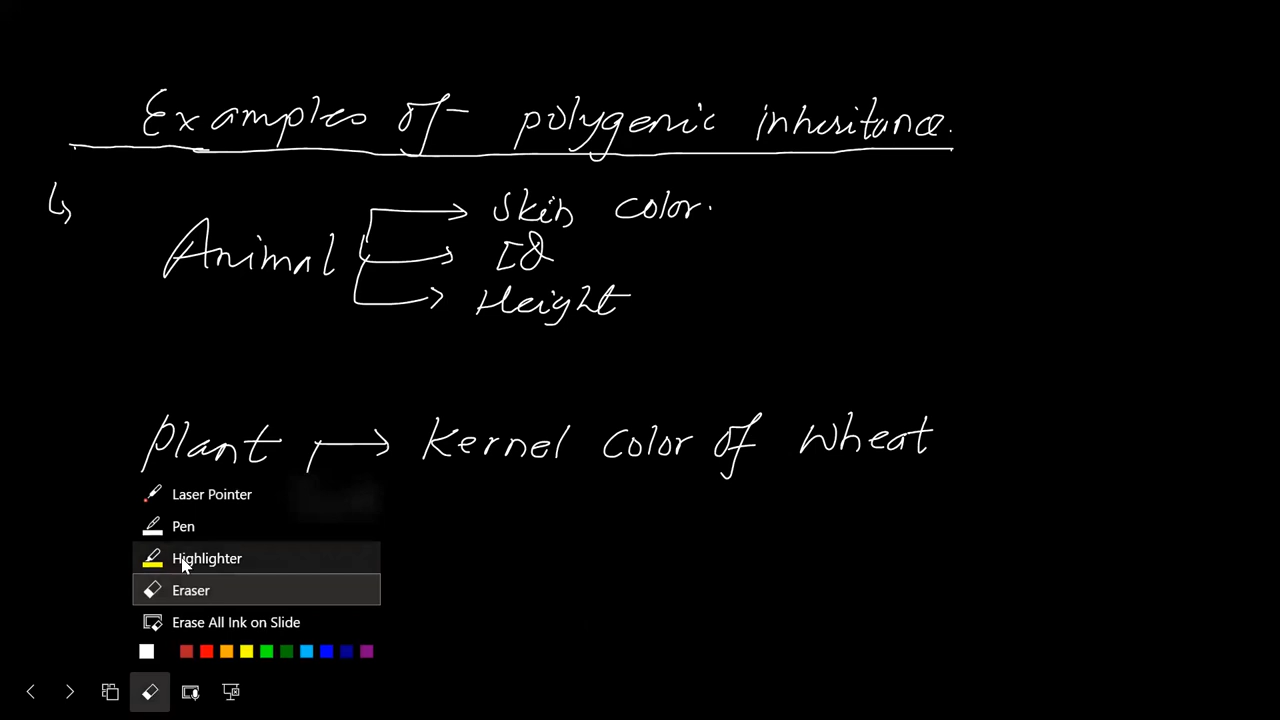 Examples of polygenic inheritance.
Skin color.
Animal
IQ
Height
plant → Kernel color of wheat
Laser Pointer
Pen
Highlighter
Eraser
Erase All Ink on Slide